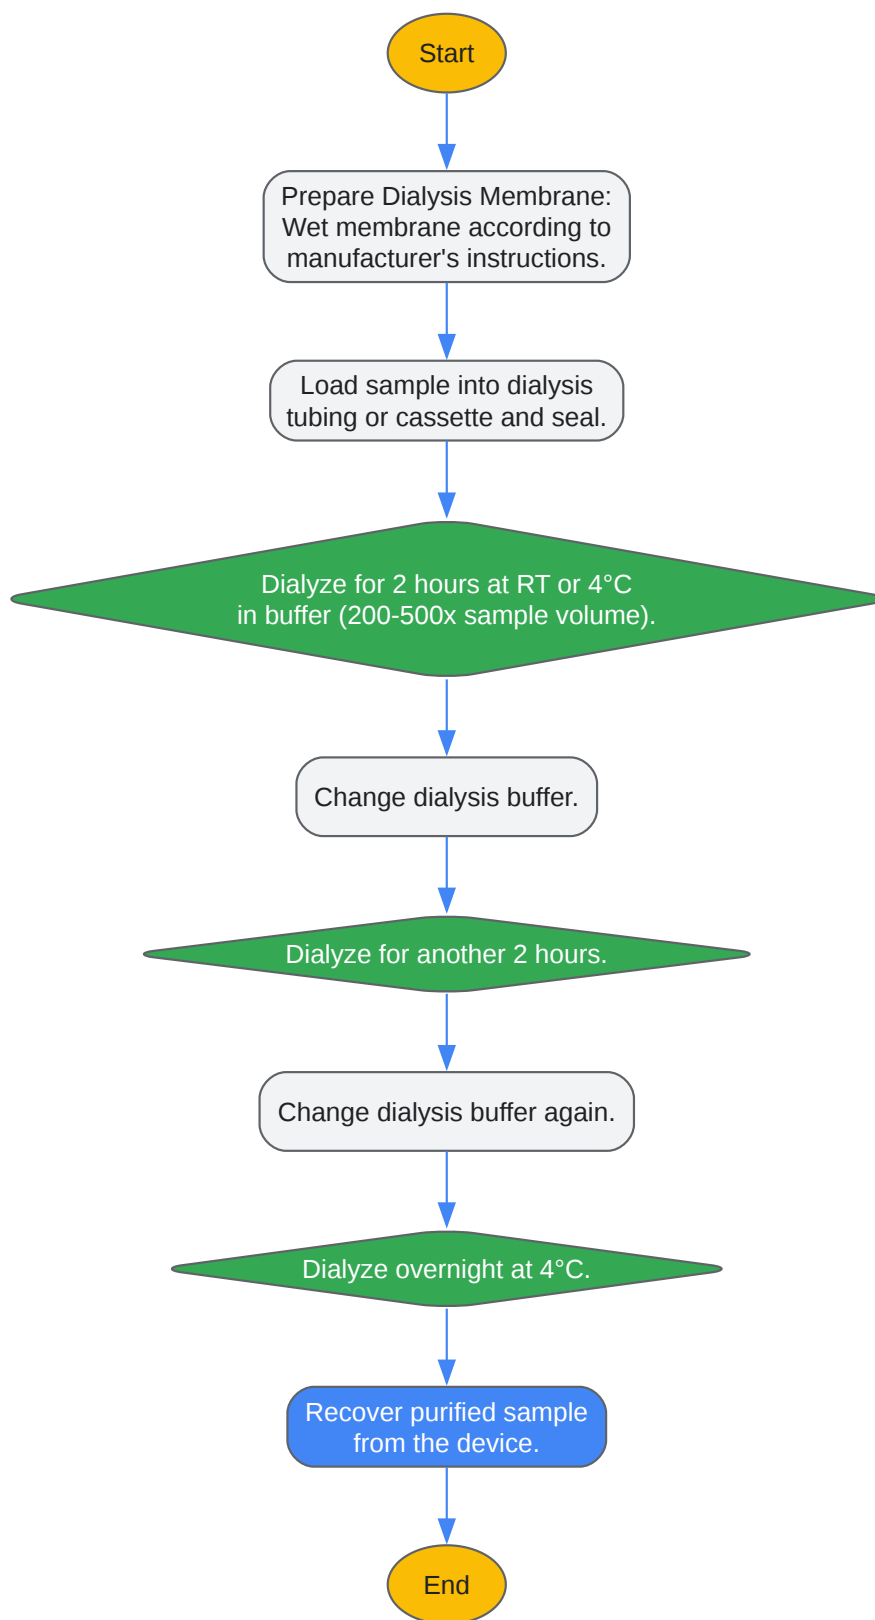 Start
Prepare Dialysis Membrane:
Wet membrane according to
manufacturer's instructions.
Load sample into dialysis
tubing or cassette and seal.
Dialyze for 2 hours at RT or 4°C
in buffer (200-500x sample volume).
Change dialysis buffer.
Dialyze for another 2 hours.
Change dialysis buffer again.
Dialyze overnight at 4°C.
Recover purified sample
from the device.
End